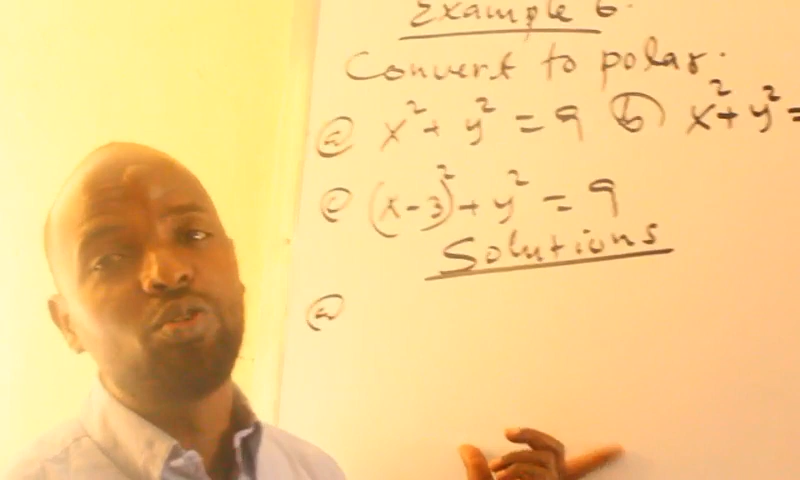 Example 6.
Convert to polar.
ⓐ x² + y² = 9 ⓑ x² + y² =
ⓒ (x-3)² + y² = 9
Solutions
ⓐ